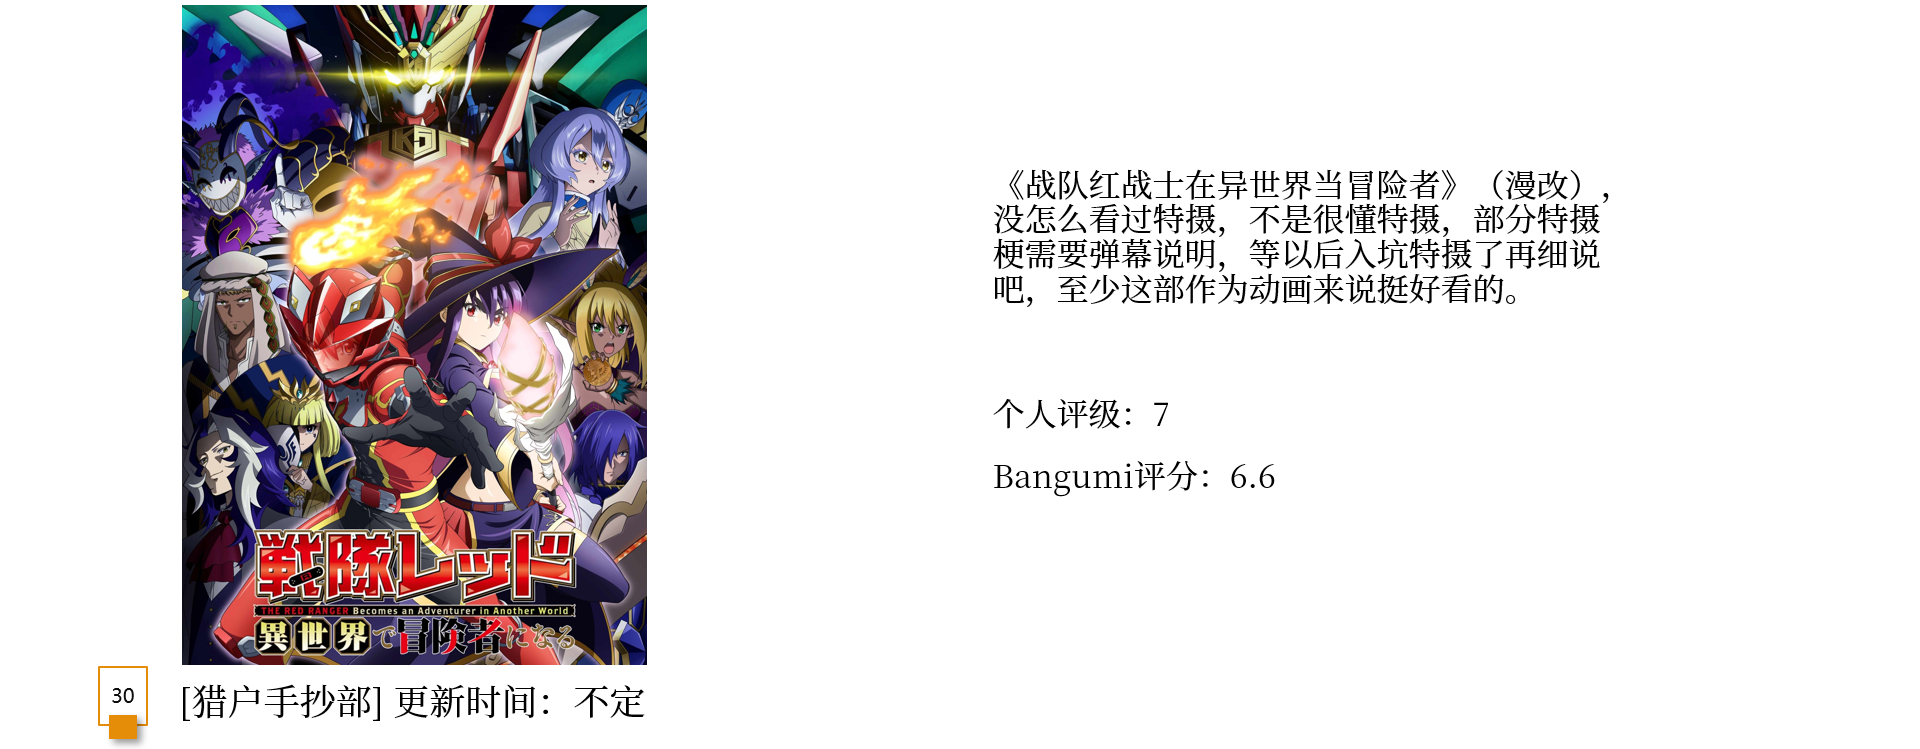 KS
戦隊レッド
THE RED RANGER Becomes an Adventurer in Another World
異世界で冒険者になる
《战队红战士在异世界当冒险者》（漫改），
没怎么看过特摄，不是很懂特摄，部分特摄
梗需要弹幕说明，等以后入坑特摄了再细说
吧，至少这部作为动画来说挺好看的。
个人评级：7
Bangumi评分：6.6
30
[猎户手抄部] 更新时间：不定